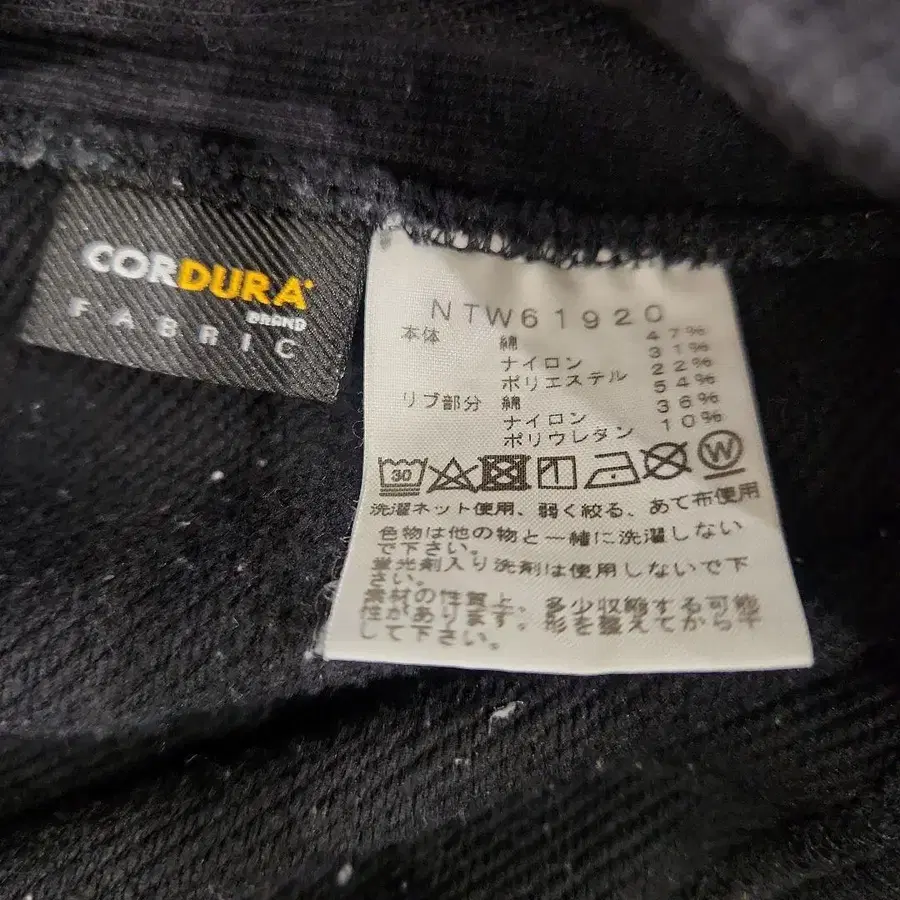 CORDURA
BRAND
FABRIC
NTW61920
本体 綿 47%
ナイロン 31%
ポリエステル 22%
リブ部分 綿 54%
ナイロン 36%
ポリウレタン 10%
30 W
洗濯ネット使用、弱く絞る、あて布使用
色物は他の物と一緒に洗濯しない
で下さい。
蛍光剤入り洗剤は使用しないで下
さい。
素材の性質上、多少収縮する可能
性があります。形を整えてから干
して下さい。